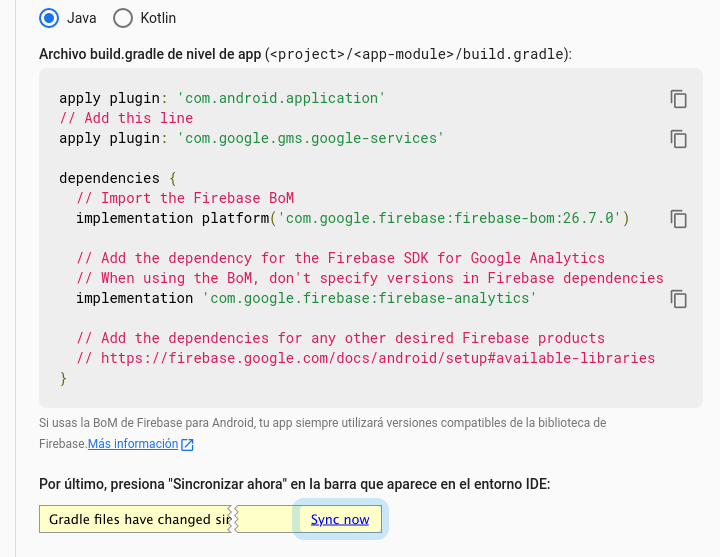 Java Kotlin
Archivo build.gradle de nivel de app (<project>/<app-module>/build.gradle):
apply plugin: 'com.android.application'
// Add this line
apply plugin: 'com.google.gms.google-services'
dependencies {
// Import the Firebase BoM
implementation platform('com.google.firebase:firebase-bom:26.7.0')
// Add the dependency for the Firebase SDK for Google Analytics
// When using the BoM, don't specify versions in Firebase dependencies
implementation 'com.google.firebase:firebase-analytics'
// Add the dependencies for any other desired Firebase products
// https://firebase.google.com/docs/android/setup#available-libraries
}
Si usas la BoM de Firebase para Android, tu app siempre utilizará versiones compatibles de la biblioteca de
Firebase.Más información
Por último, presiona "Sincronizar ahora" en la barra que aparece en el entorno IDE:
Gradle files have changed sir Sync now